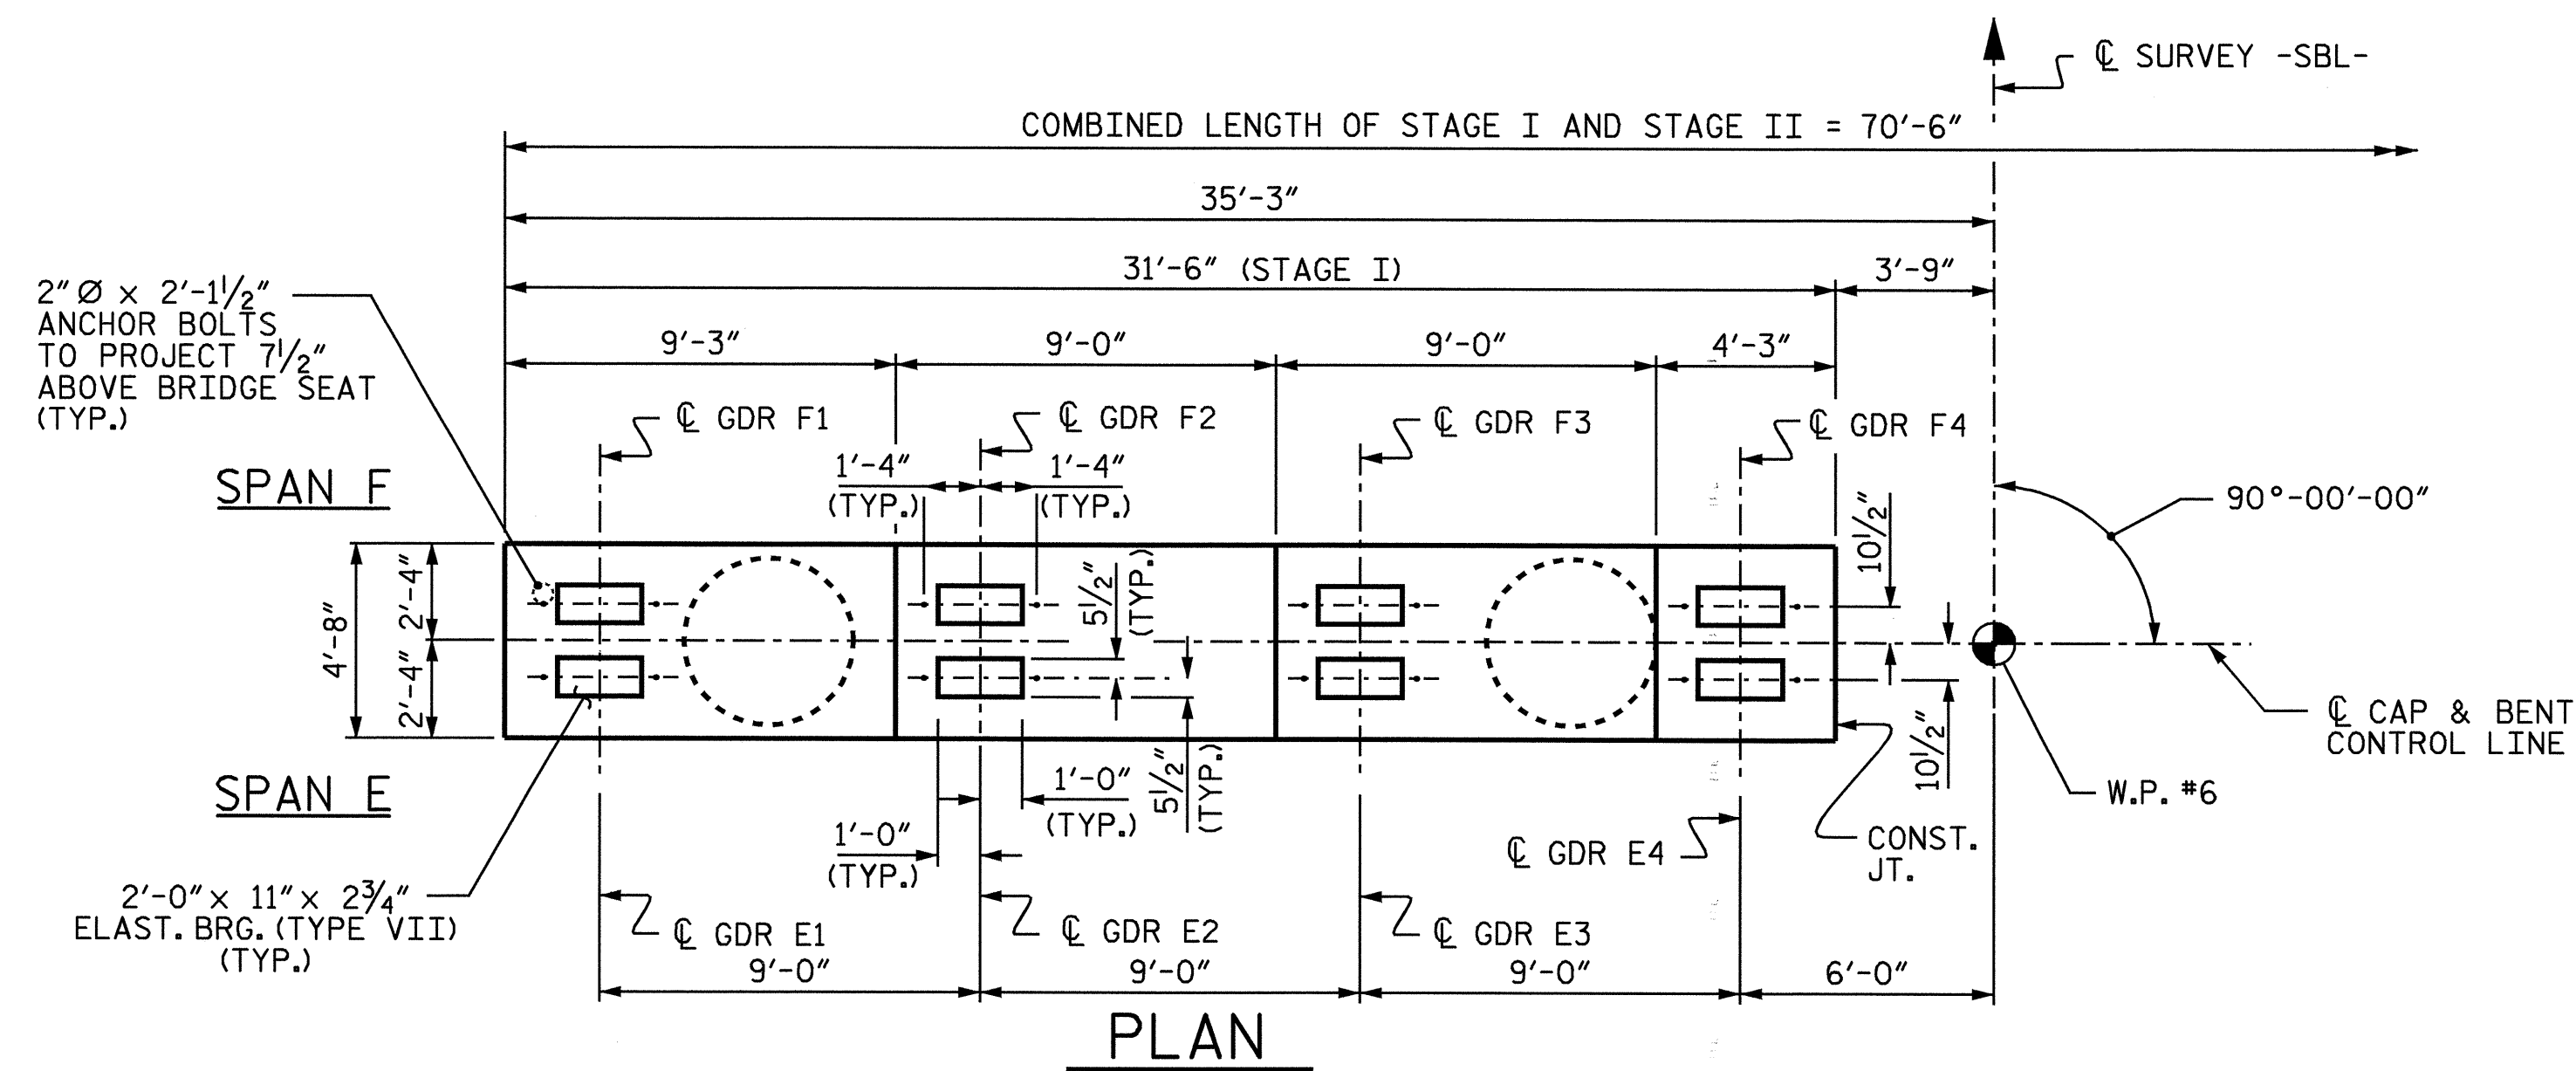 ℄ SURVEY -SBL-
COMBINED LENGTH OF STAGE I AND STAGE II = 70'-6"
35'-3"
31'-6" (STAGE I)
3'-9"
2"Ø x 2'-1½"
ANCHOR BOLTS
TO PROJECT 7½"
ABOVE BRIDGE SEAT
(TYP.)
9'-3"
9'-0"
9'-0"
4'-3"
℄ GDR F1
℄ GDR F2
℄ GDR F3
℄ GDR F4
1'-4"
(TYP.)
1'-4"
(TYP.)
SPAN F
90°-00'-00"
10½"
4'-8"
2'-4"
2'-4"
5½"
(TYP.)
5½"
(TYP.)
10½"
℄ CAP & BENT
CONTROL LINE
W.P. #6
SPAN E
1'-0"
(TYP.)
1'-0"
(TYP.)
CONST.
JT.
℄ GDR E4
2'-0" x 11" x 2¾"
ELAST. BRG. (TYPE VII)
(TYP.)
℄ GDR E1
℄ GDR E2
℄ GDR E3
9'-0"
9'-0"
9'-0"
6'-0"
PLAN